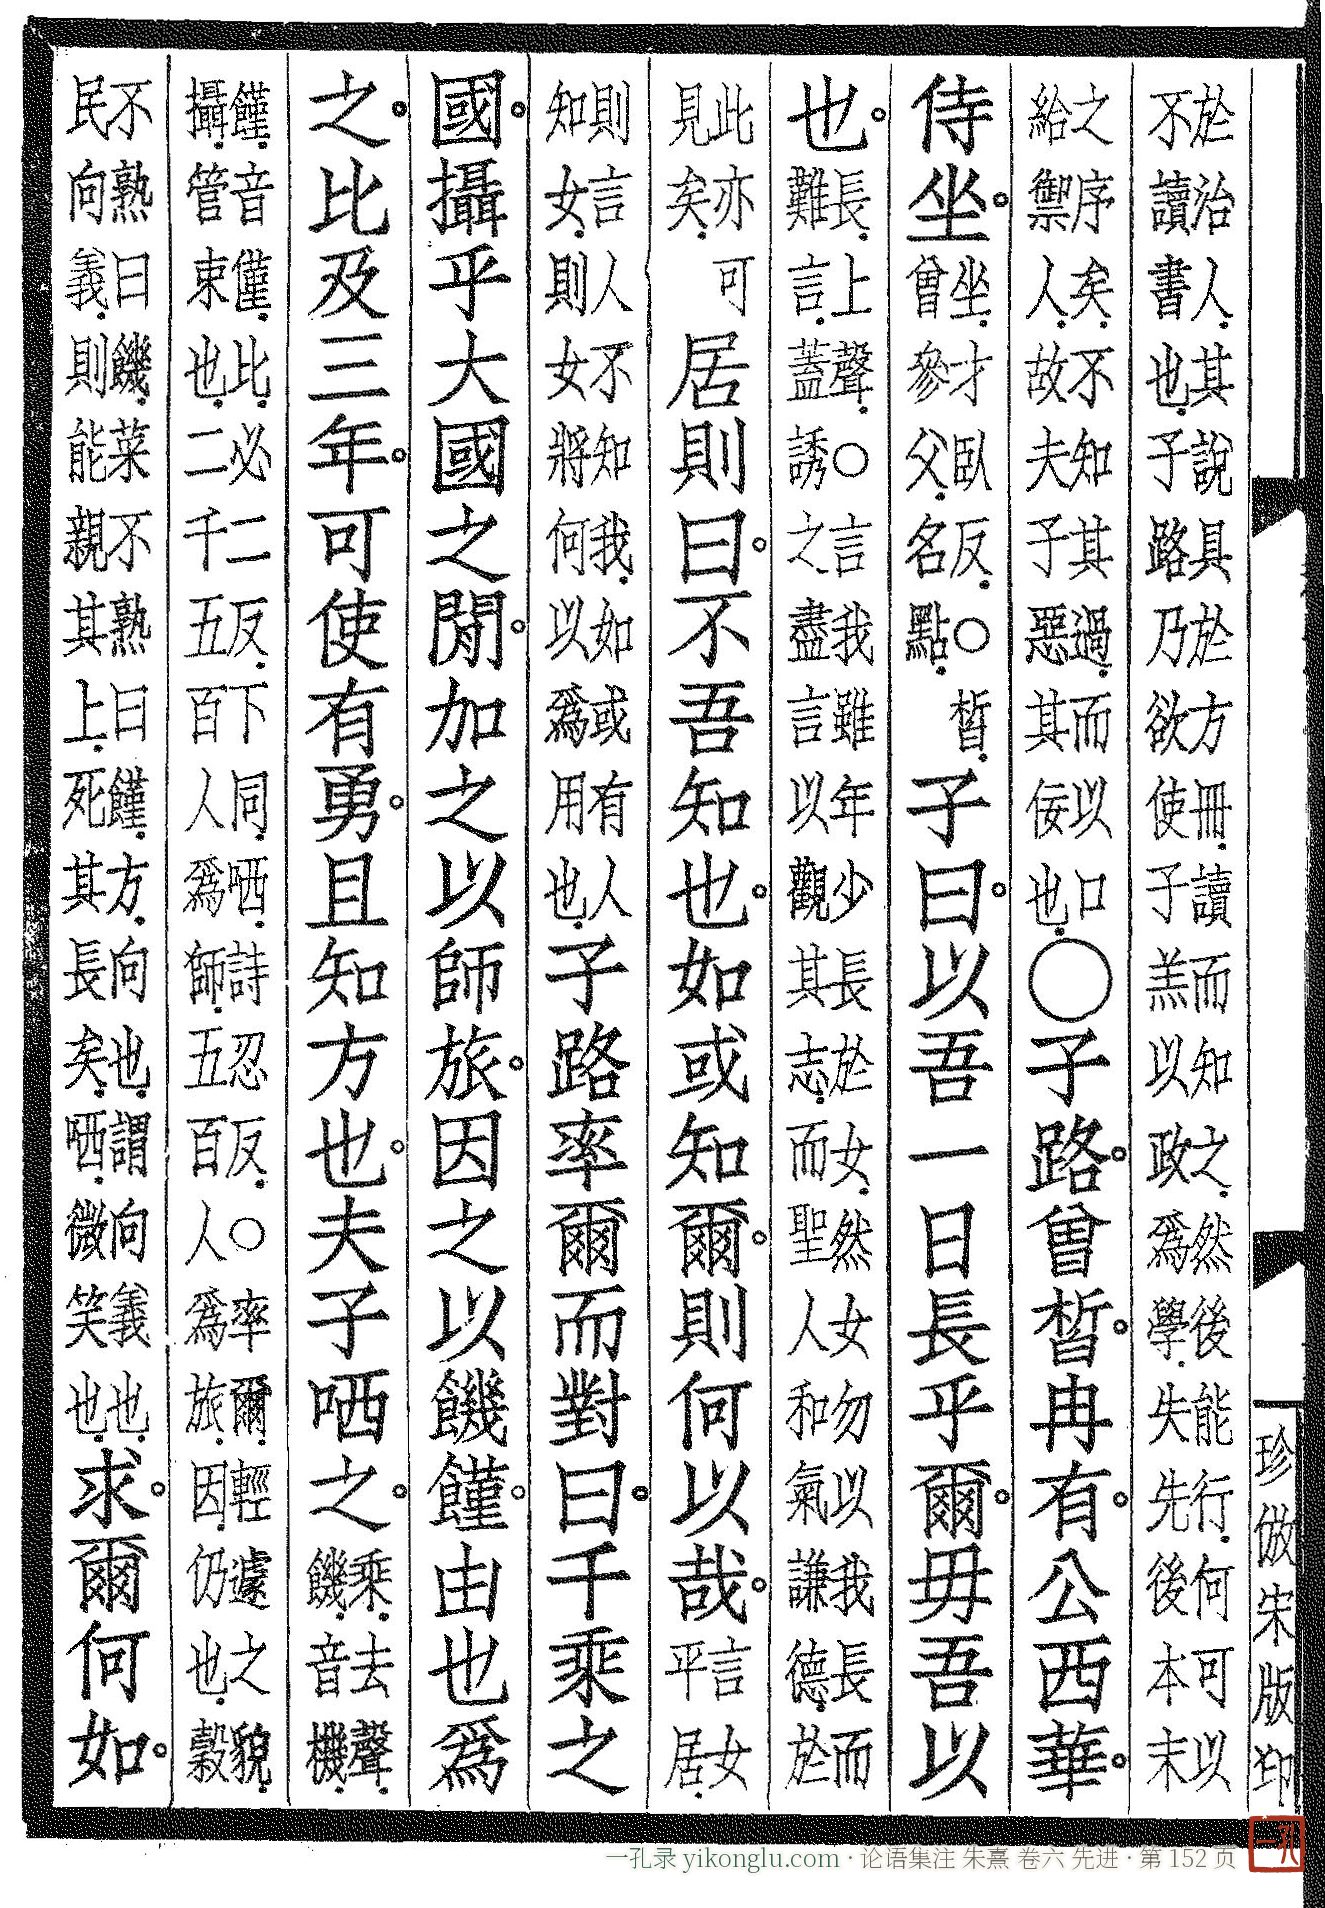 於治人。其說具於方冊。讀而知之。然後能行。何可以
不讀書也。子路乃欲使子羔以政爲學。失先後本末
之序矣。不知其過。而以口
給禦人。故夫子惡其佞也。
○子路。曾皙。冉有。公西華。
侍坐。
坐。才臥反。○皙。
曾參父。名點。
子曰。以吾一日長乎爾。毋吾以
也。
長。上聲。○言我雖年少長於女。然女勿以我長而
難言。蓋誘之盡言以觀其志。而聖人和氣謙德。於
此亦可
見矣。
居則曰。不吾知也。如或知爾。則何以哉。
言女
平居。
則言人不知我。如或有人
知女。則女將何以爲用也。
子路率爾而對曰。千乘之
國。攝乎大國之閒。加之以師旅。因之以饑饉。由也爲
之。比及三年。可使有勇。且知方也。夫子哂之。
乘。去聲。
饑。音機。
饉。音僅。比。必二反。下同。哂。詩忍反。○率爾。輕遽之貌。
攝管束也。二千五百人爲師。五百人爲旅。因。仍也。穀
不熟曰饑。菜不熟曰饉。方。向也。謂向義也。
民向義。則能親其上。死其長矣。哂。微笑也。
求。爾何如。
珍倣宋版印
一孔
一孔录 yikonglu.com · 论语集注 朱熹 卷六 先进 · 第 152 页